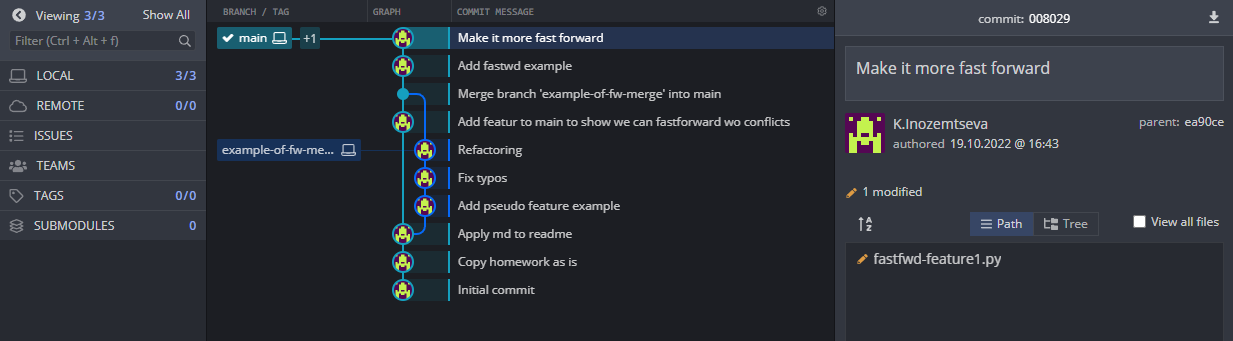 Viewing 3/3 Show All
Filter (Ctrl + Alt + f)
LOCAL 3/3
REMOTE 0/0
ISSUES
TEAMS
TAGS 0/0
SUBMODULES 0
BRANCH / TAG GRAPH COMMIT MESSAGE
main +1 Make it more fast forward
Add fastwd example
Merge branch 'example-of-fw-merge' into main
Add featur to main to show we can fastforward wo conflicts
example-of-fw-me... Refactoring
Fix typos
Add pseudo feature example
Apply md to readme
Copy homework as is
Initial commit
commit: 008029
Make it more fast forward
K.Inozemtseva parent: ea90ce
authored 19.10.2022 @ 16:43
1 modified
A Z Path Tree View all files
fastfwd-feature1.py